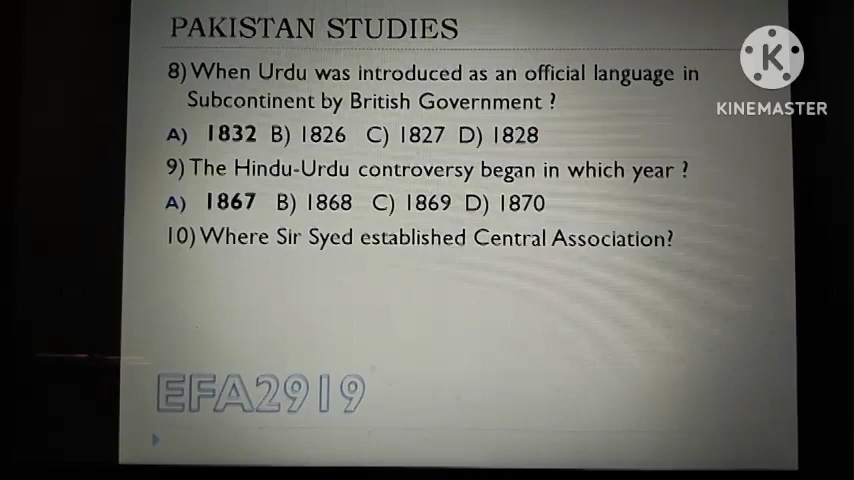 PAKISTAN STUDIES
8) When Urdu was introduced as an official language in
Subcontinent by British Government ?
A) 1832 B) 1826 C) 1827 D) 1828
9) The Hindu-Urdu controversy began in which year ?
A) 1867 B) 1868 C) 1869 D) 1870
10) Where Sir Syed established Central Association?
EFA2919
K
KINEMASTER